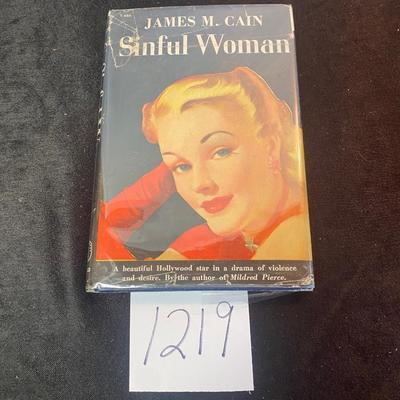 JAMES M. CAIN
Sinful Woman
A beautiful Hollywood star in a drama of violence
and desire. By the author of Mildred Pierce.
1219